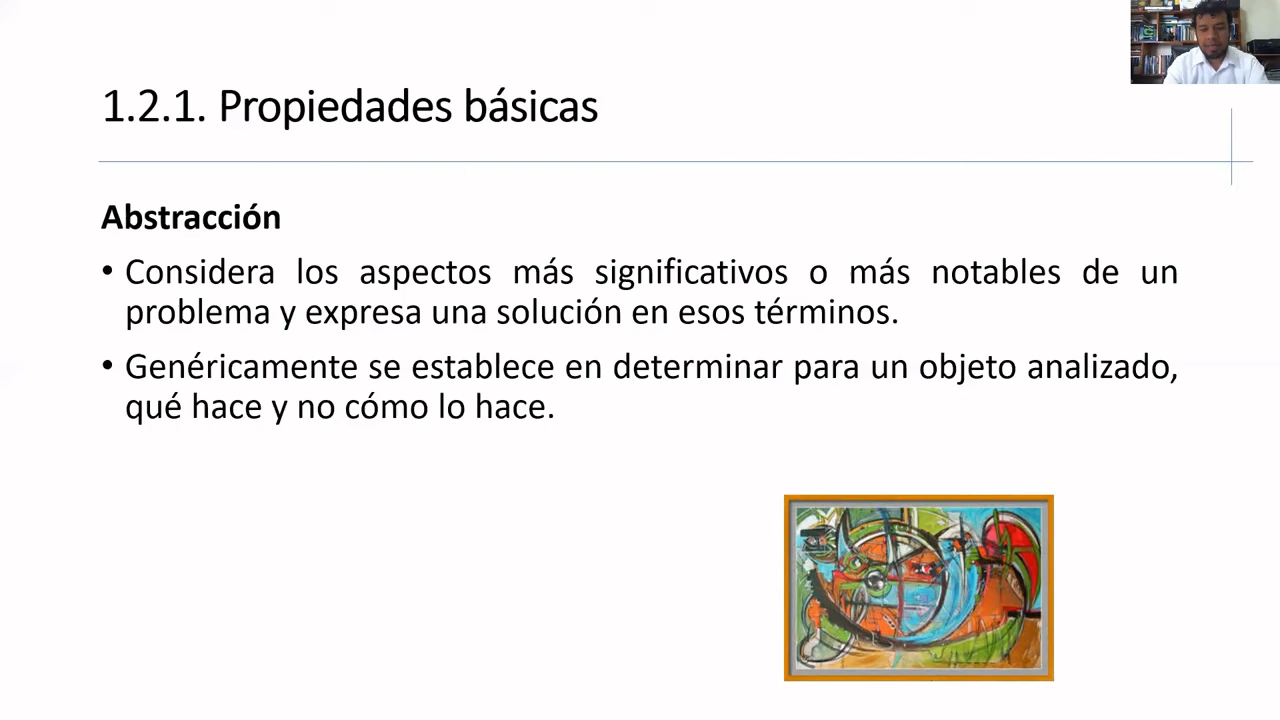 1.2.1. Propiedades básicas
Abstracción
• Considera los aspectos más significativos o más notables de un
problema y expresa una solución en esos términos.
• Genéricamente se establece en determinar para un objeto analizado,
qué hace y no cómo lo hace.